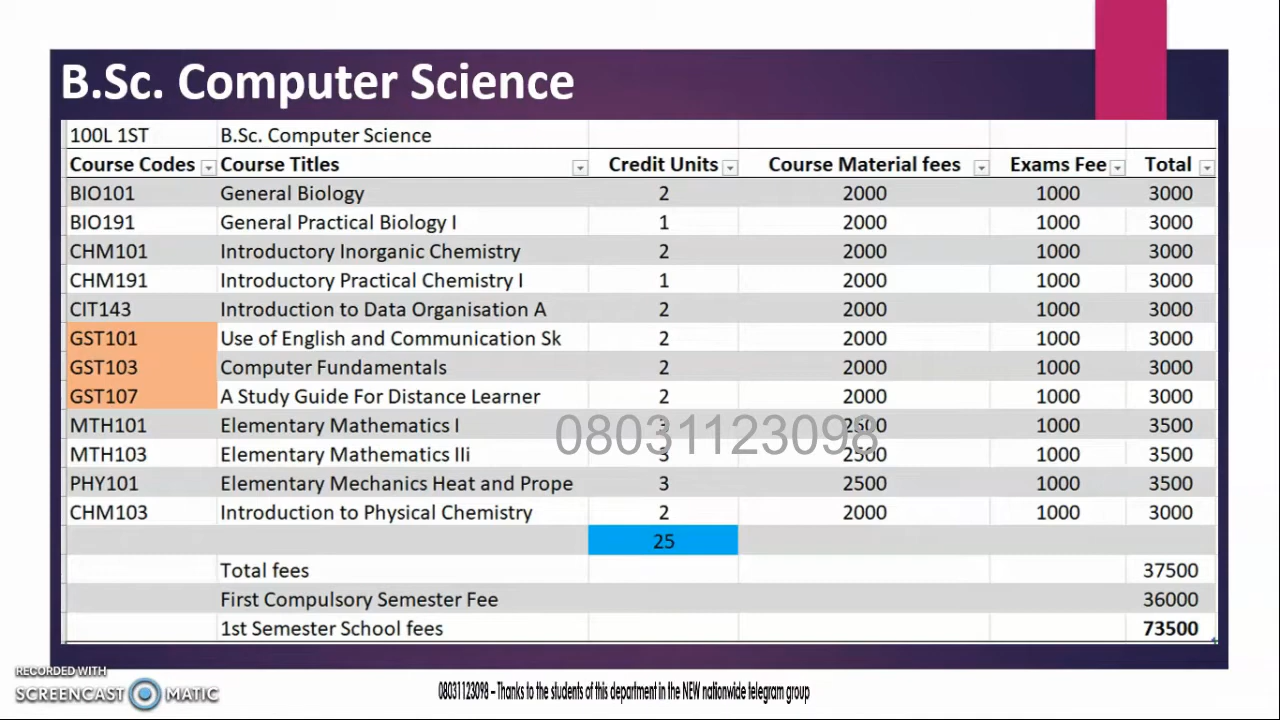 B.Sc. Computer Science
100L 1ST B.Sc. Computer Science
Course Codes Course Titles Credit Units Course Material fees Exams Fee Total
BIO101 General Biology 2 2000 1000 3000
BIO191 General Practical Biology I 1 2000 1000 3000
CHM101 Introductory Inorganic Chemistry 2 2000 1000 3000
CHM191 Introductory Practical Chemistry I 1 2000 1000 3000
CIT143 Introduction to Data Organisation A 2 2000 1000 3000
GST101 Use of English and Communication Sk 2 2000 1000 3000
GST103 Computer Fundamentals 2 2000 1000 3000
GST107 A Study Guide For Distance Learner 2 2000 1000 3000
MTH101 Elementary Mathematics I 3 2500 1000 3500
08031123098
MTH103 Elementary Mathematics Iii 3 2500 1000 3500
PHY101 Elementary Mechanics Heat and Prope 3 2500 1000 3500
CHM103 Introduction to Physical Chemistry 2 2000 1000 3000
25
Total fees 37500
First Compulsory Semester Fee 36000
1st Semester School fees 73500
RECORDED WITH
SCREENCAST MATIC
08031123098 – Thanks to the students of this department in the NEW nationwide telegram group